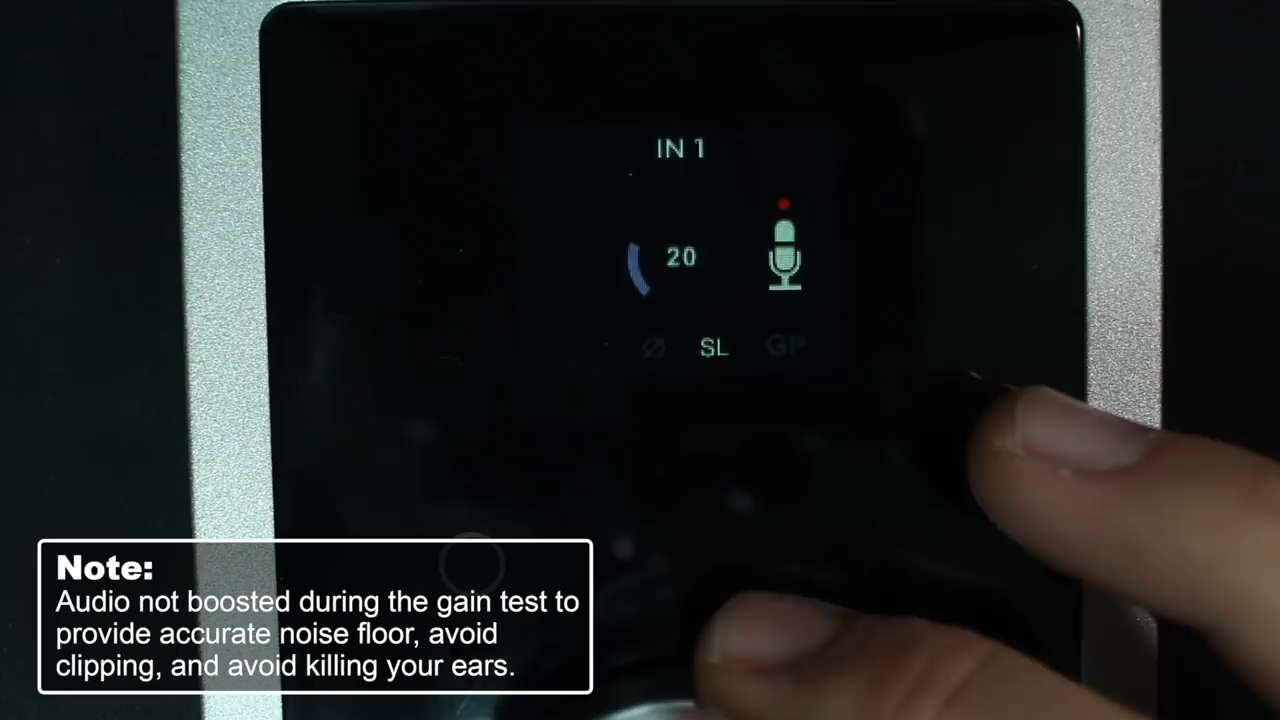 IN 1
20
Ø SL GP
Note:
Audio not boosted during the gain test to
provide accurate noise floor, avoid
clipping, and avoid killing your ears.